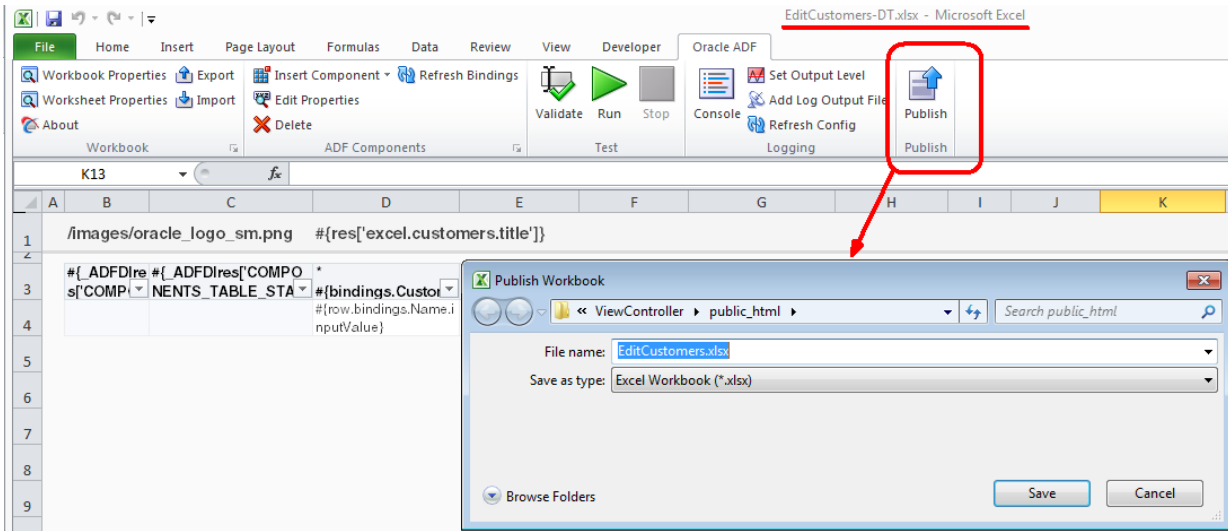 EditCustomers-DT.xlsx - Microsoft Excel
File Home Insert Page Layout Formulas Data Review View Developer Oracle ADF
Workbook Properties Export Insert Component Refresh Bindings Set Output Level
Worksheet Properties Import Edit Properties Add Log Output File
About Delete Validate Run Stop Console Refresh Config Publish
Workbook ADF Components Test Logging Publish
K13 fx
A B C D E F G H I J K
1 /images/oracle_logo_sm.png #{res['excel.customers.title']}
2
#{_ADFDIre #{_ADFDIres['COMPO *
3 s['COMP( NENTS_TABLE_STA #{bindings.Custor
#{row.bindings.Name.i
4 nputValue}
5
6
7
8
9
Publish Workbook
« ViewController public_html Search public_html
File name: EditCustomers.xlsx
Save as type: Excel Workbook (*.xlsx)
Browse Folders Save Cancel